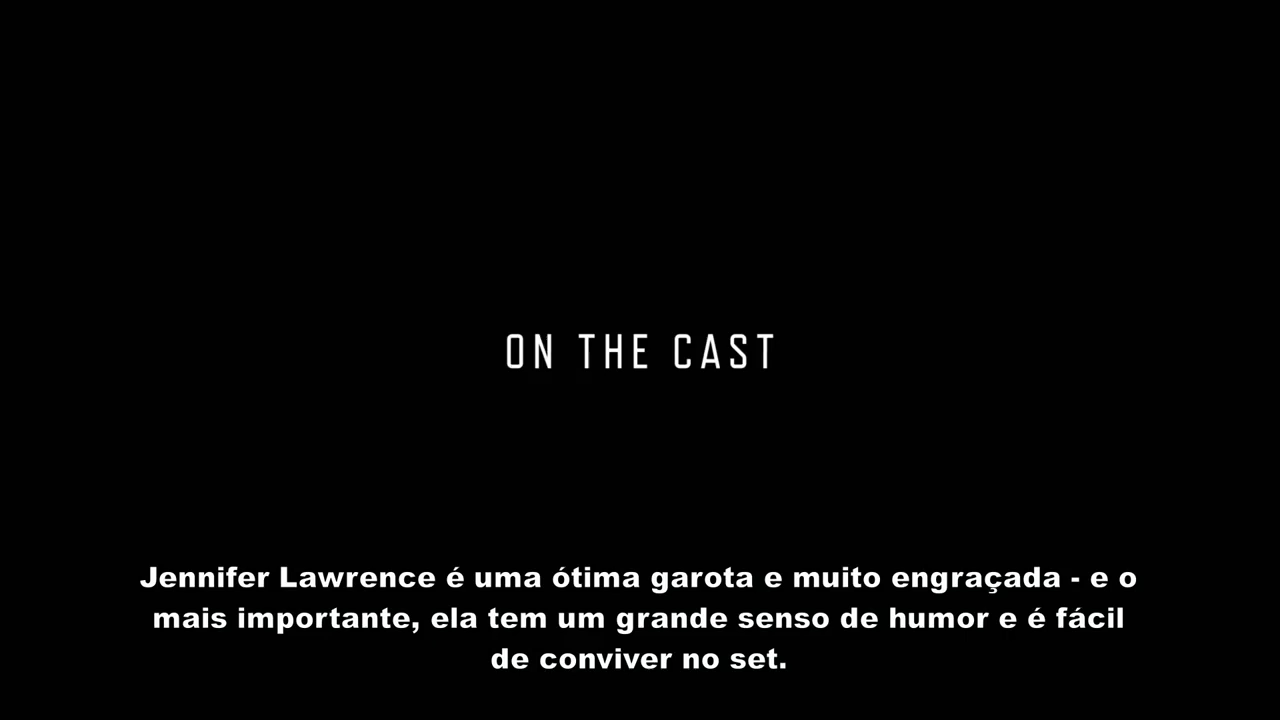 ON THE CAST
Jennifer Lawrence é uma ótima garota e muito engraçada - e o
mais importante, ela tem um grande senso de humor e é fácil
de conviver no set.